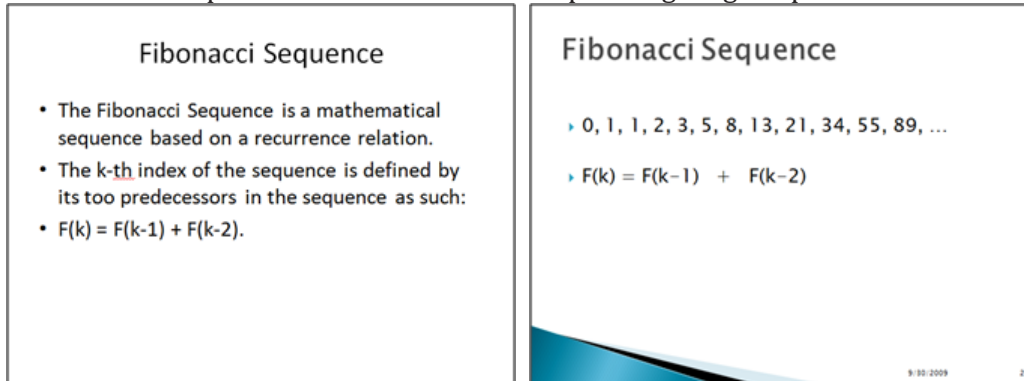 Fibonacci Sequence
• The Fibonacci Sequence is a mathematical
sequence based on a recurrence relation.
• The k-th index of the sequence is defined by
its too predecessors in the sequence as such:
• F(k) = F(k-1) + F(k-2).
Fibonacci Sequence
0, 1, 1, 2, 3, 5, 8, 13, 21, 34, 55, 89, ...
F(k) = F(k-1) + F(k-2)
9/30/2009
2